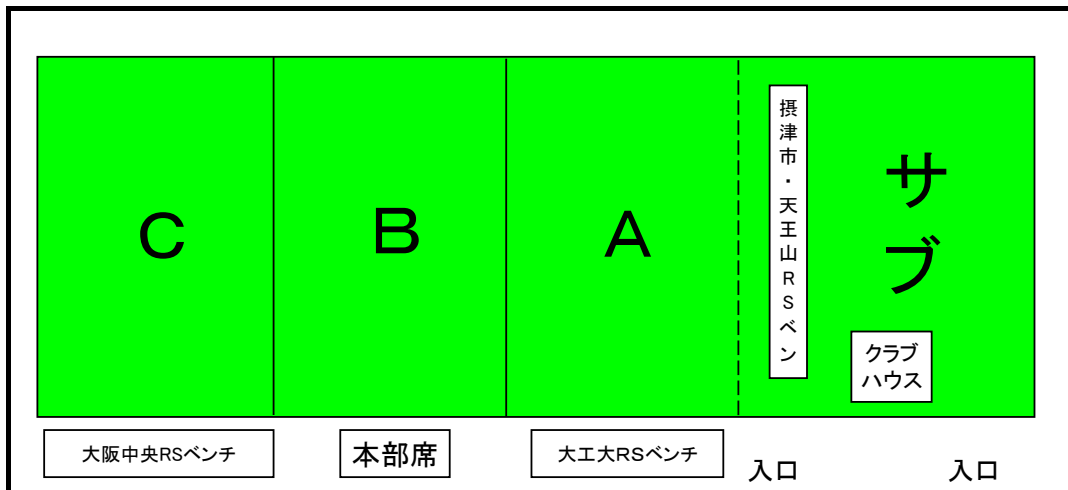 C
B
A
摂津市・天王山RSベン
サブ
クラブ
ハウス
大阪中央RSベンチ
本部席
大工大RSベンチ
入口
入口